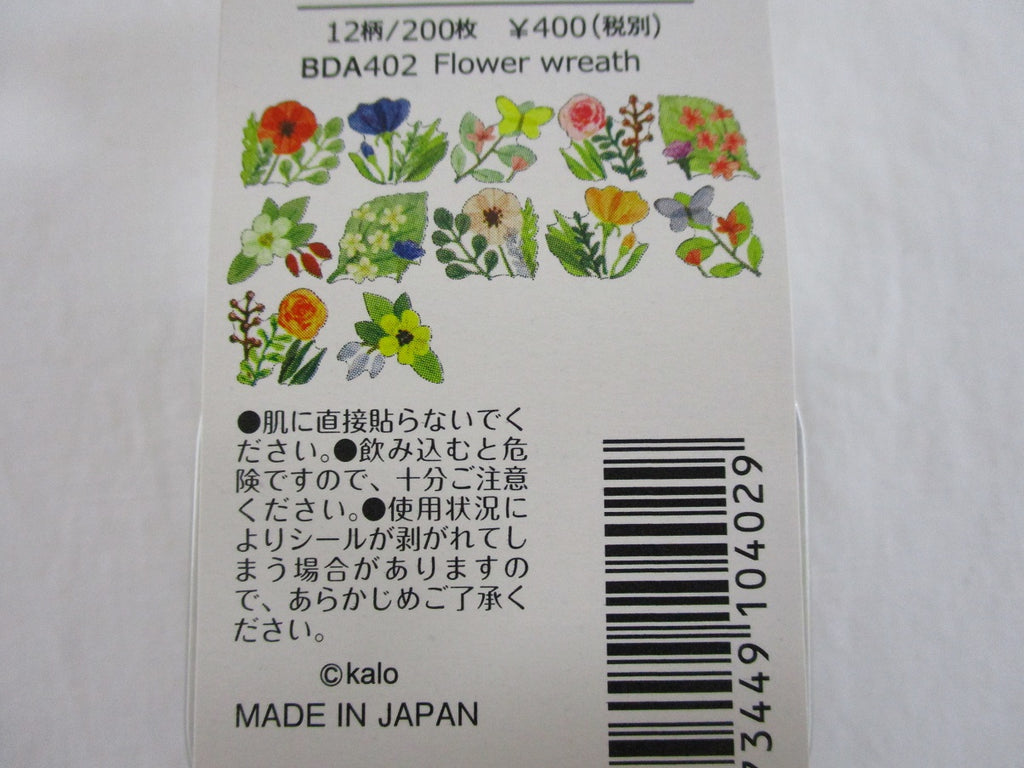 12柄/200枚 ￥400(税別)
BDA402 Flower wreath
●肌に直接貼らないでく
ださい。●飲み込むと危
険ですので、十分ご注意
ください。●使用状況に
よりシールが剥がれてし
まう場合がありますの
で、あらかじめご了承く
ださい。
©kalo
MADE IN JAPAN
73449 104029